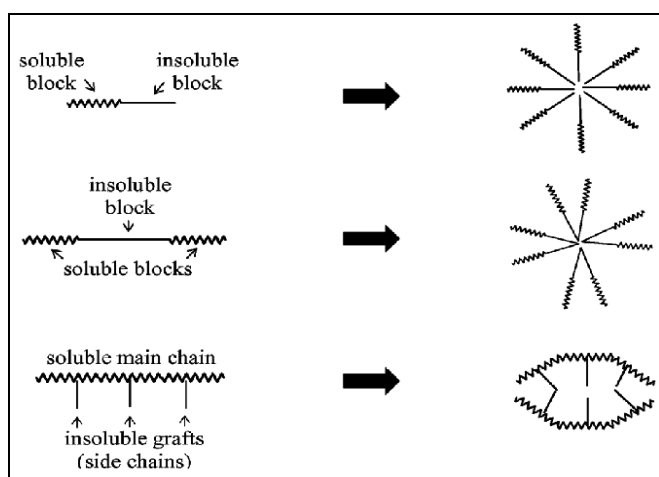 soluble
block
insoluble
block
insoluble
block
soluble blocks
soluble main chain
insoluble grafts
(side chains)